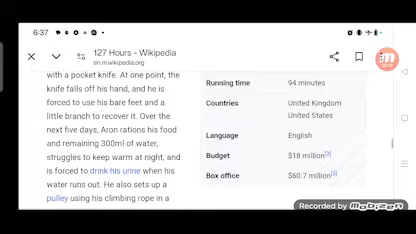 6:37
127 Hours - Wikipedia
en.m.wikipedia.org
with a pocket knife. At one point, the
knife falls off his hand, and he is
forced to use his bare feet and a
little branch to recover it. Over the
next five days, Aron rations his food
and remaining 300ml of water,
struggles to keep warm at night, and
is forced to drink his urine when his
water runs out. He also sets up a
pulley using his climbing rope in a
Running time 94 minutes
Countries United Kingdom
United States
Language English
Budget $18 million[3]
Box office $60.7 million[3]
Recorded by Mobizen